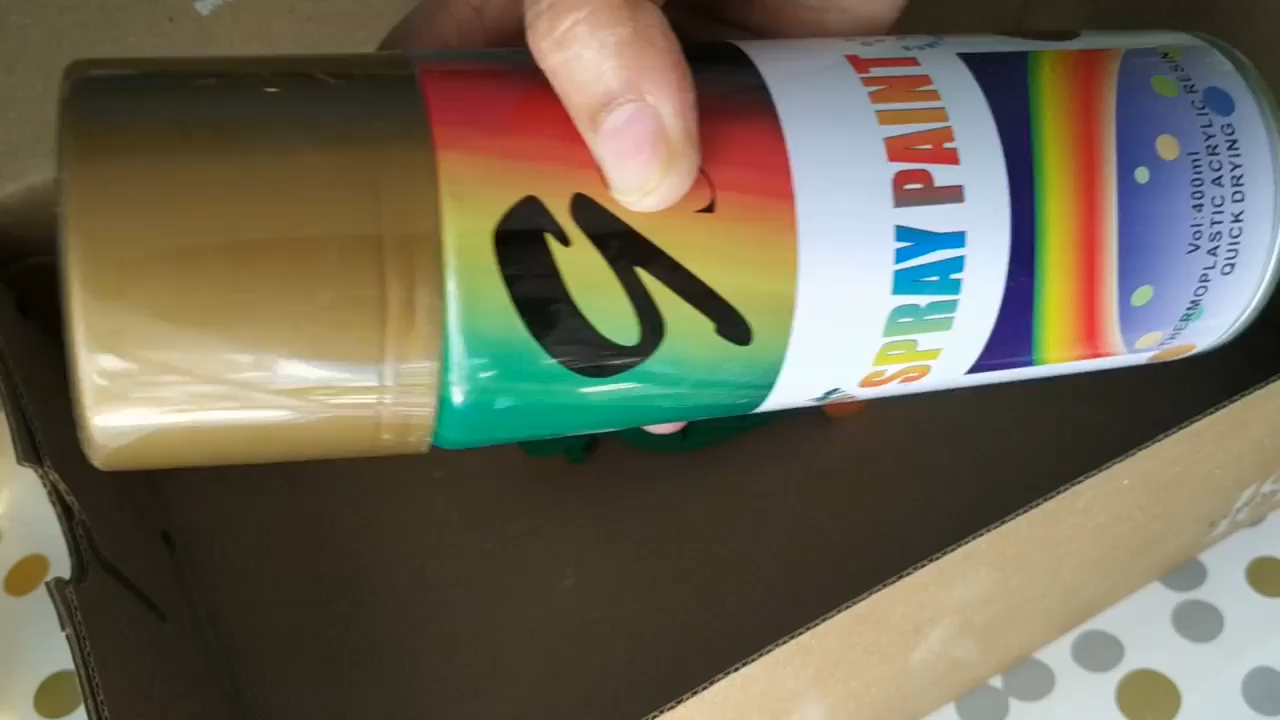 SPRAY PAINT
Vol:400ml
THERMOPLASTIC ACRYLIC RESIN
QUICK DRYING